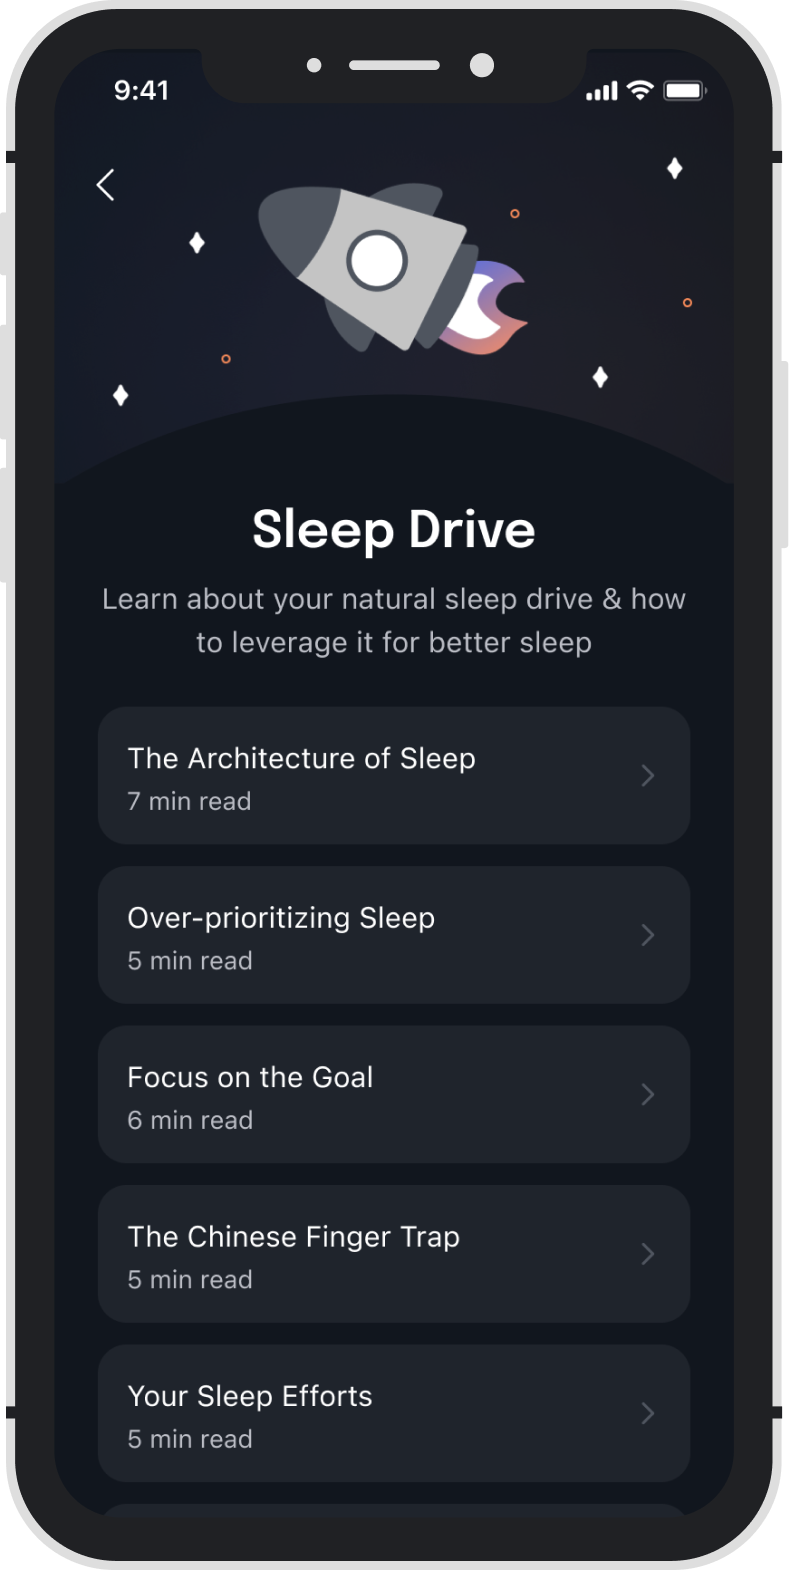 9:41
Sleep Drive
Learn about your natural sleep drive & how
to leverage it for better sleep
The Architecture of Sleep
7 min read
Over-prioritizing Sleep
5 min read
Focus on the Goal
6 min read
The Chinese Finger Trap
5 min read
Your Sleep Efforts
5 min read